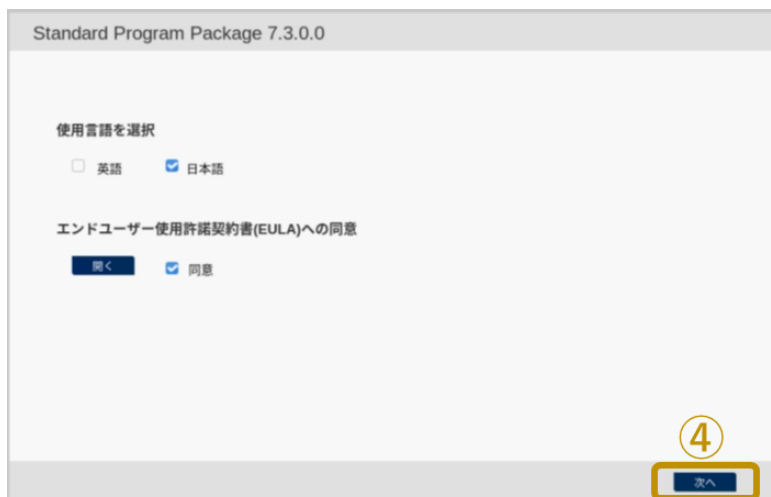 Standard Program Package 7.3.0.0
使用言語を選択
英語 日本語
エンドユーザー使用許諾契約書(EULA)への同意
開く 同意
④
次へ